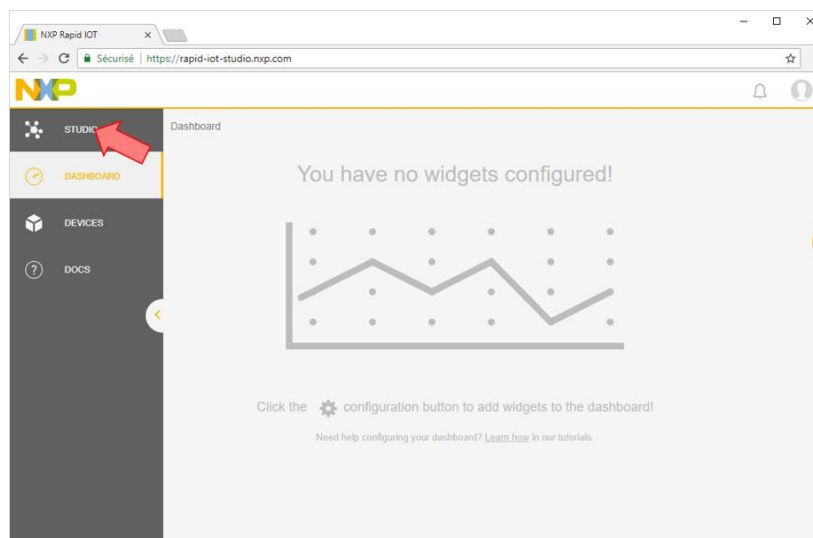 NXP Rapid IOT
Sécurisé | https://rapid-iot-studio.nxp.com
NXP
STUDIO
Dashboard
DASHBOARD
DEVICES
DOCS
You have no widgets configured!
Click the configuration button to add widgets to the dashboard!
Need help configuring your dashboard? Learn how in our tutorials.